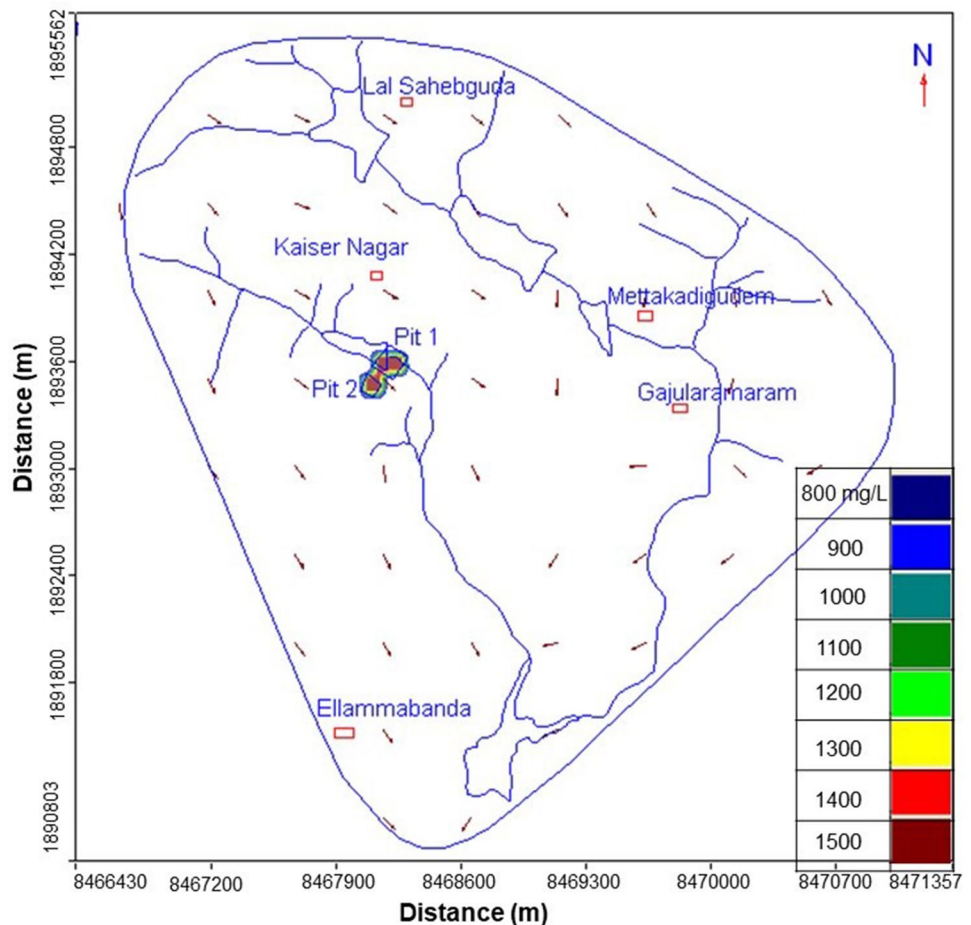 1895562
1894800
1894200
1893600
1893000
1892400
1891800
1890803
Distance (m)
N
Lal Sahebguda
Kaiser Nagar
Mettakadigudem
Pit 1
Pit 2
Gajularamaram
Ellammabanda
800 mg/L
900
1000
1100
1200
1300
1400
1500
8466430 8467200 8467900 8468600 8469300 8470000 8470700 8471357
Distance (m)